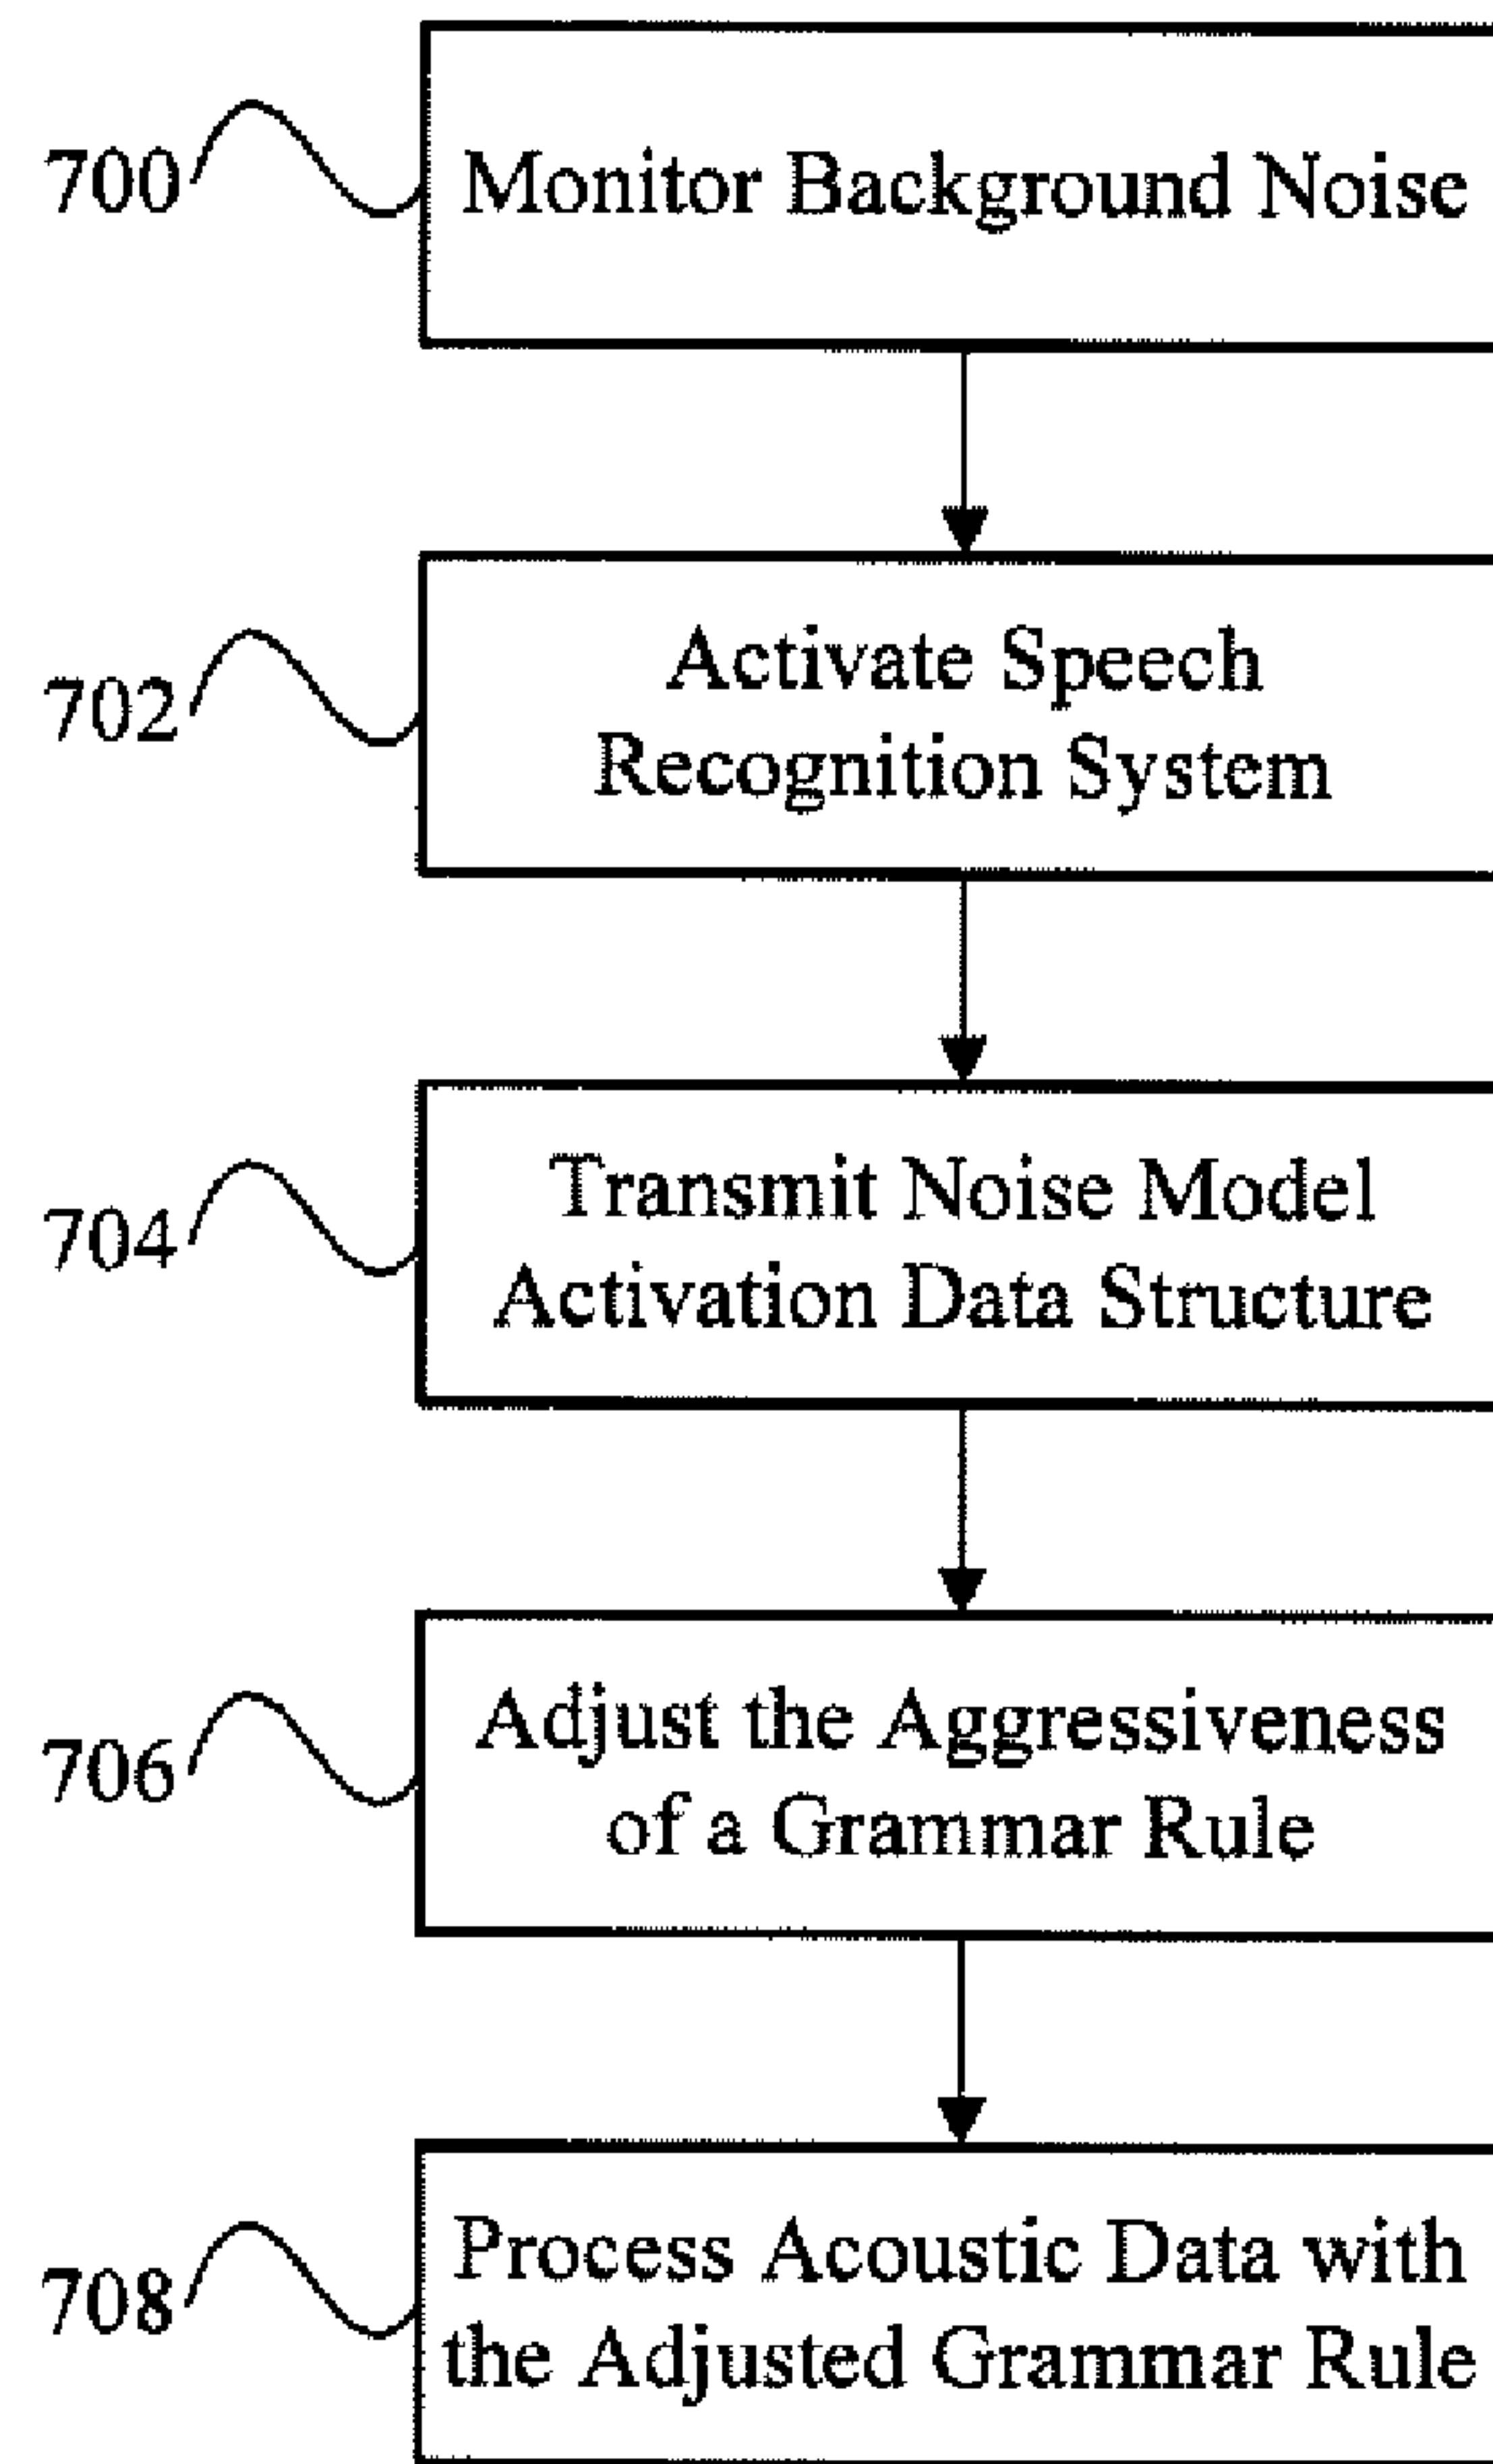 700
Monitor Background Noise
702
Activate Speech
Recognition System
704
Transmit Noise Model
Activation Data Structure
706
Adjust the Aggressiveness
of a Grammar Rule
708
Process Acoustic Data with
the Adjusted Grammar Rule